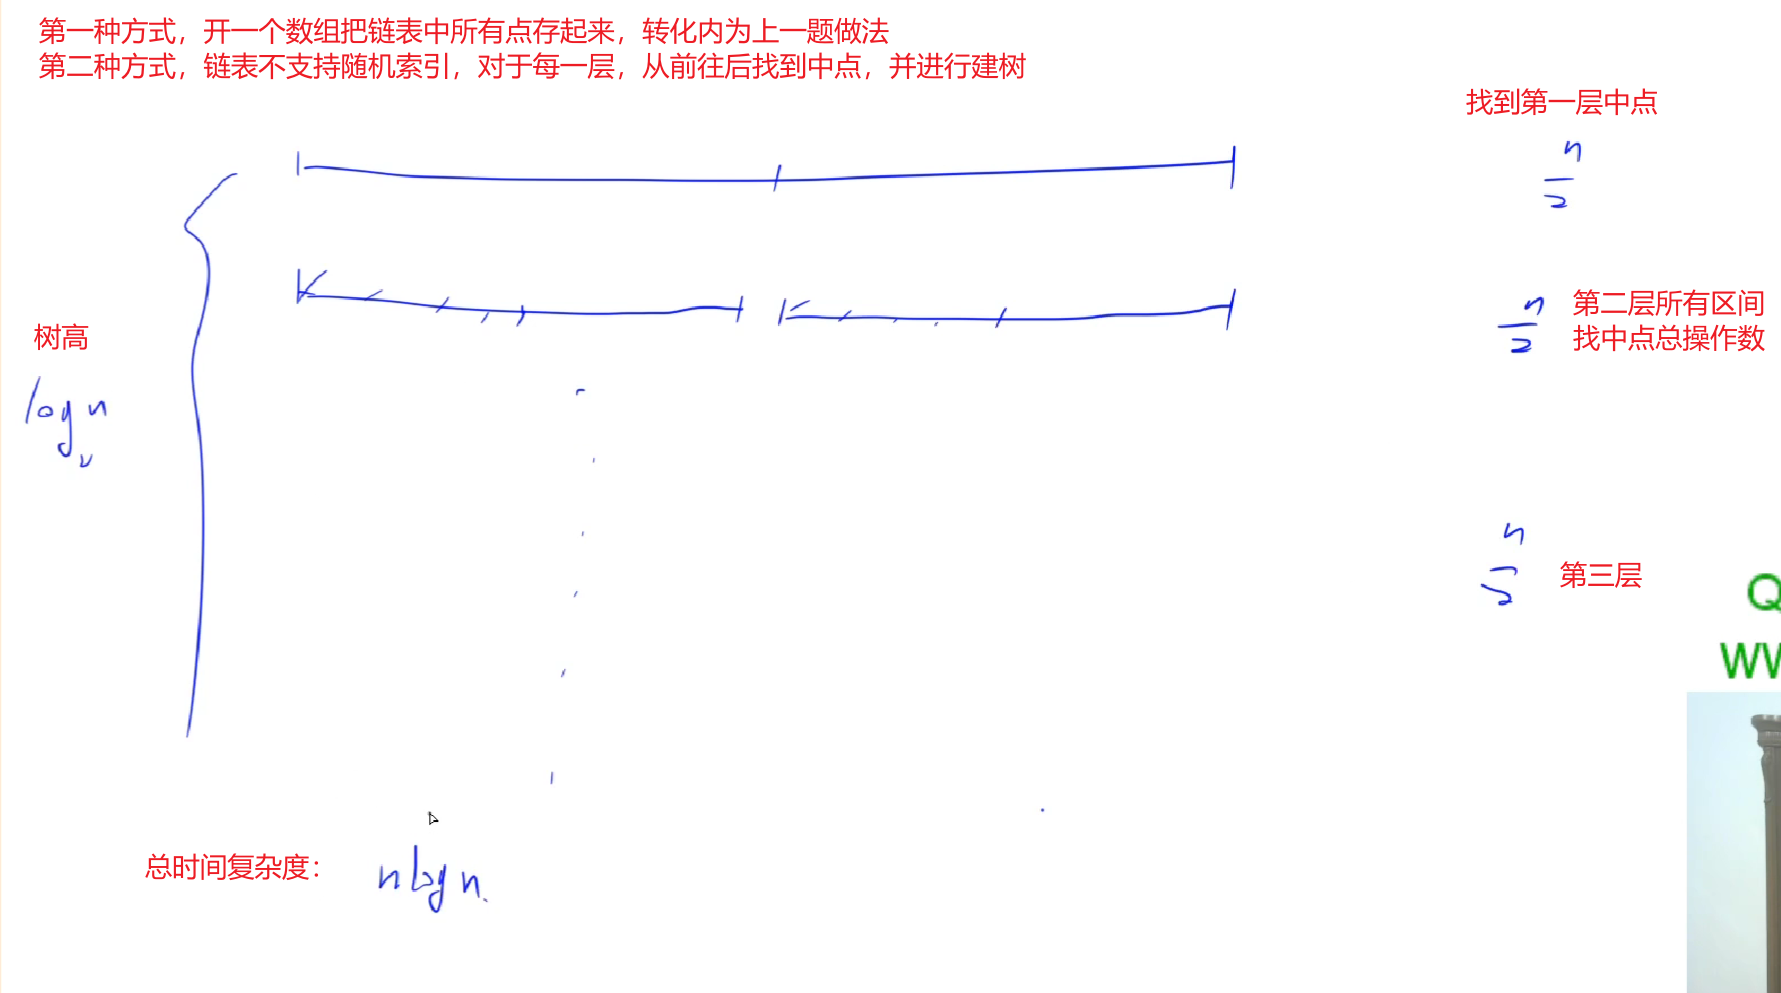 第一种方式，开一个数组把链表中所有点存起来，转化内为上一题做法
第二种方式，链表不支持随机索引，对于每一层，从前往后找到中点，并进行建树
找到第一层中点
n
2
n
2
第二层所有区间
找中点总操作数
树高
log n
n
2
第三层
Q
WW
总时间复杂度：
nlogn.